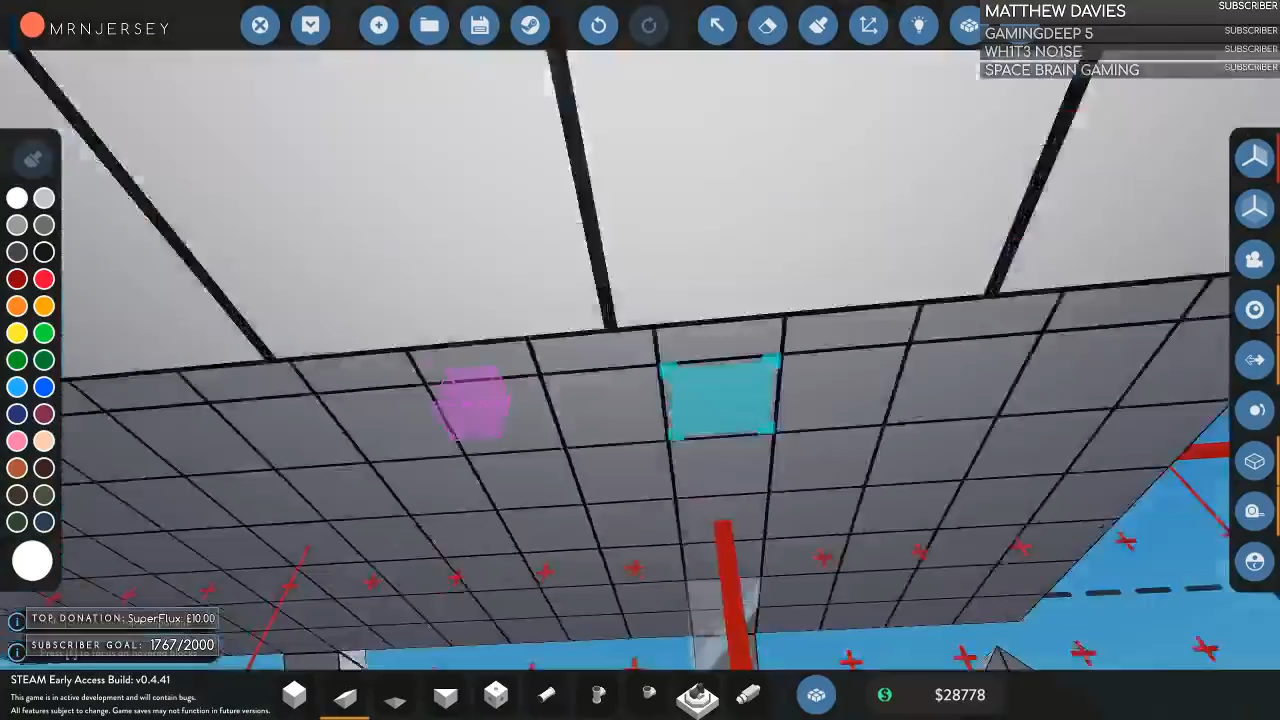 MRNJERSEY
MATTHEW DAVIES SUBSCRIBER
GAMINGDEEP 5 SUBSCRIBER
WH1T3 NO1SE SUBSCRIBER
SPACE BRAIN GAMING SUBSCRIBER
TOP DONATION: SuperFlux: £10.00
SUBSCRIBER GOAL: 1767/2000
STEAM Early Access Build: v0.4.41
This game is in active development and will contain bugs.
All features subject to change. Game saves may not function in future versions.
$ $28778